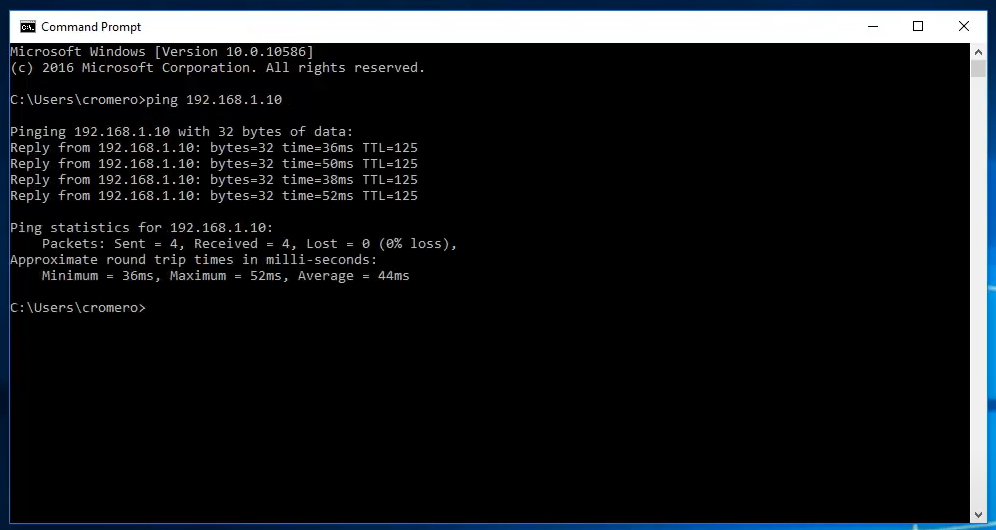 Command Prompt
Microsoft Windows [Version 10.0.10586]
(c) 2016 Microsoft Corporation. All rights reserved.
C:\Users\cromero>ping 192.168.1.10
Pinging 192.168.1.10 with 32 bytes of data:
Reply from 192.168.1.10: bytes=32 time=36ms TTL=125
Reply from 192.168.1.10: bytes=32 time=50ms TTL=125
Reply from 192.168.1.10: bytes=32 time=38ms TTL=125
Reply from 192.168.1.10: bytes=32 time=52ms TTL=125
Ping statistics for 192.168.1.10:
    Packets: Sent = 4, Received = 4, Lost = 0 (0% loss),
Approximate round trip times in milli-seconds:
    Minimum = 36ms, Maximum = 52ms, Average = 44ms
C:\Users\cromero>